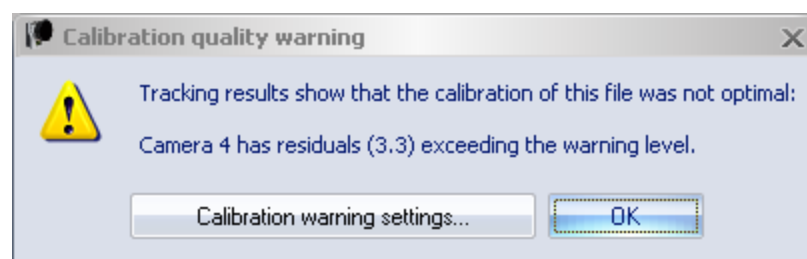 Calibration quality warning
Tracking results show that the calibration of this file was not optimal:
Camera 4 has residuals (3.3) exceeding the warning level.
Calibration warning settings... OK